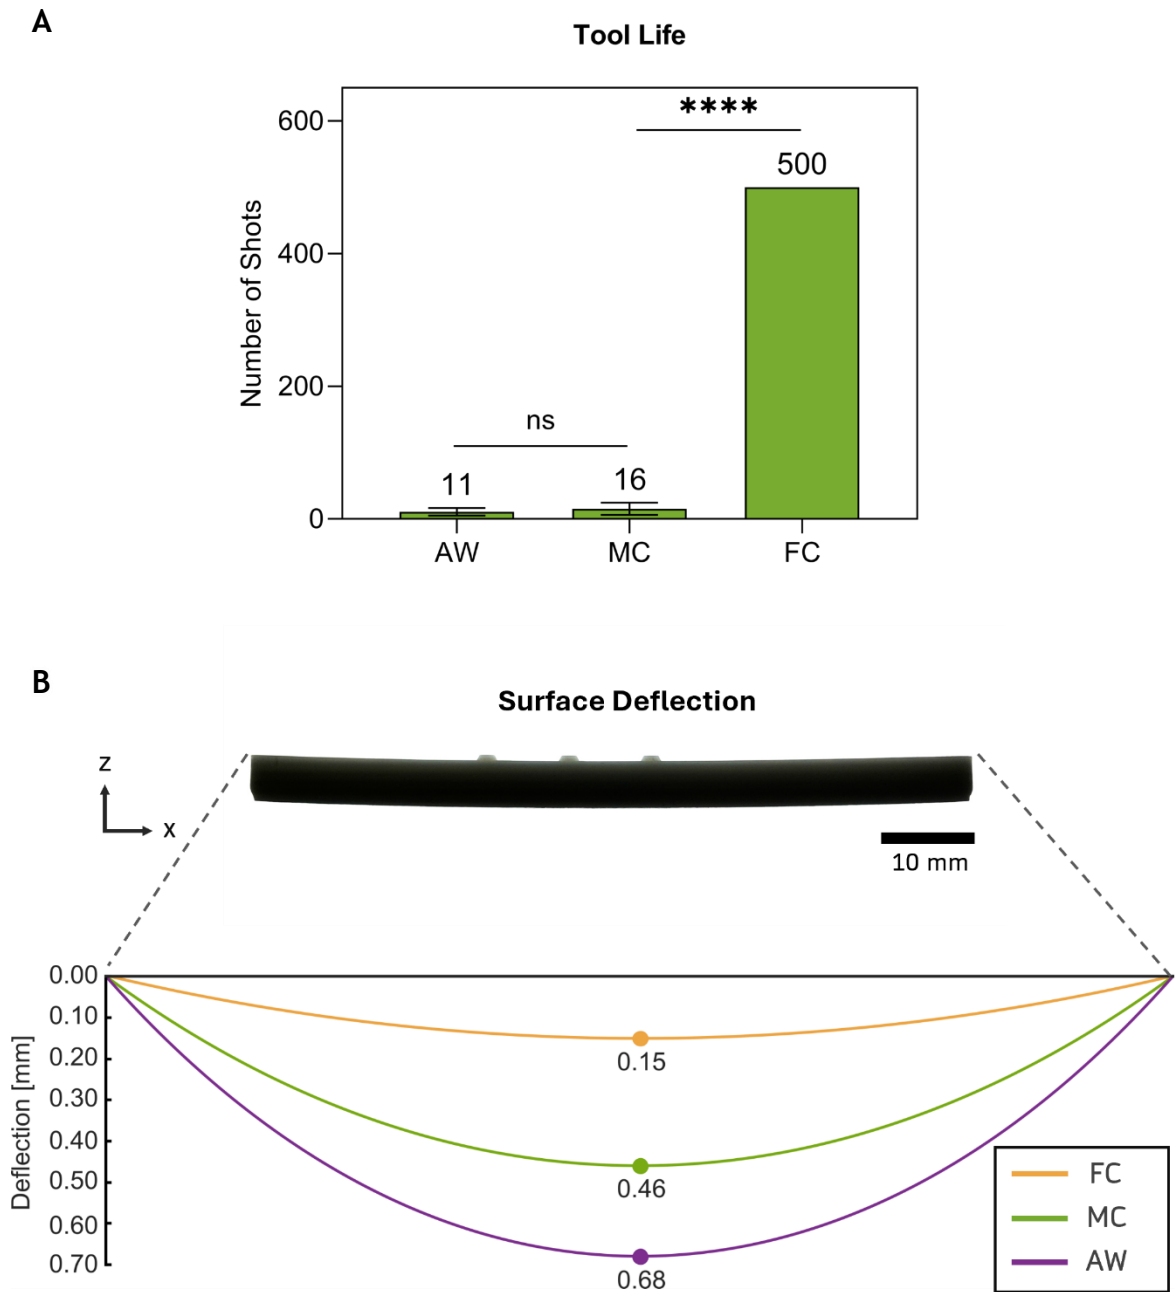 A
Tool Life
Number of Shots
600
400
200
0
****
500
ns
11
16
AW
MC
FC
B
Surface Deflection
z
x
10 mm
Deflection [mm]
0.00
0.10
0.20
0.30
0.40
0.50
0.60
0.70
0.15
0.46
0.68
FC
MC
AW